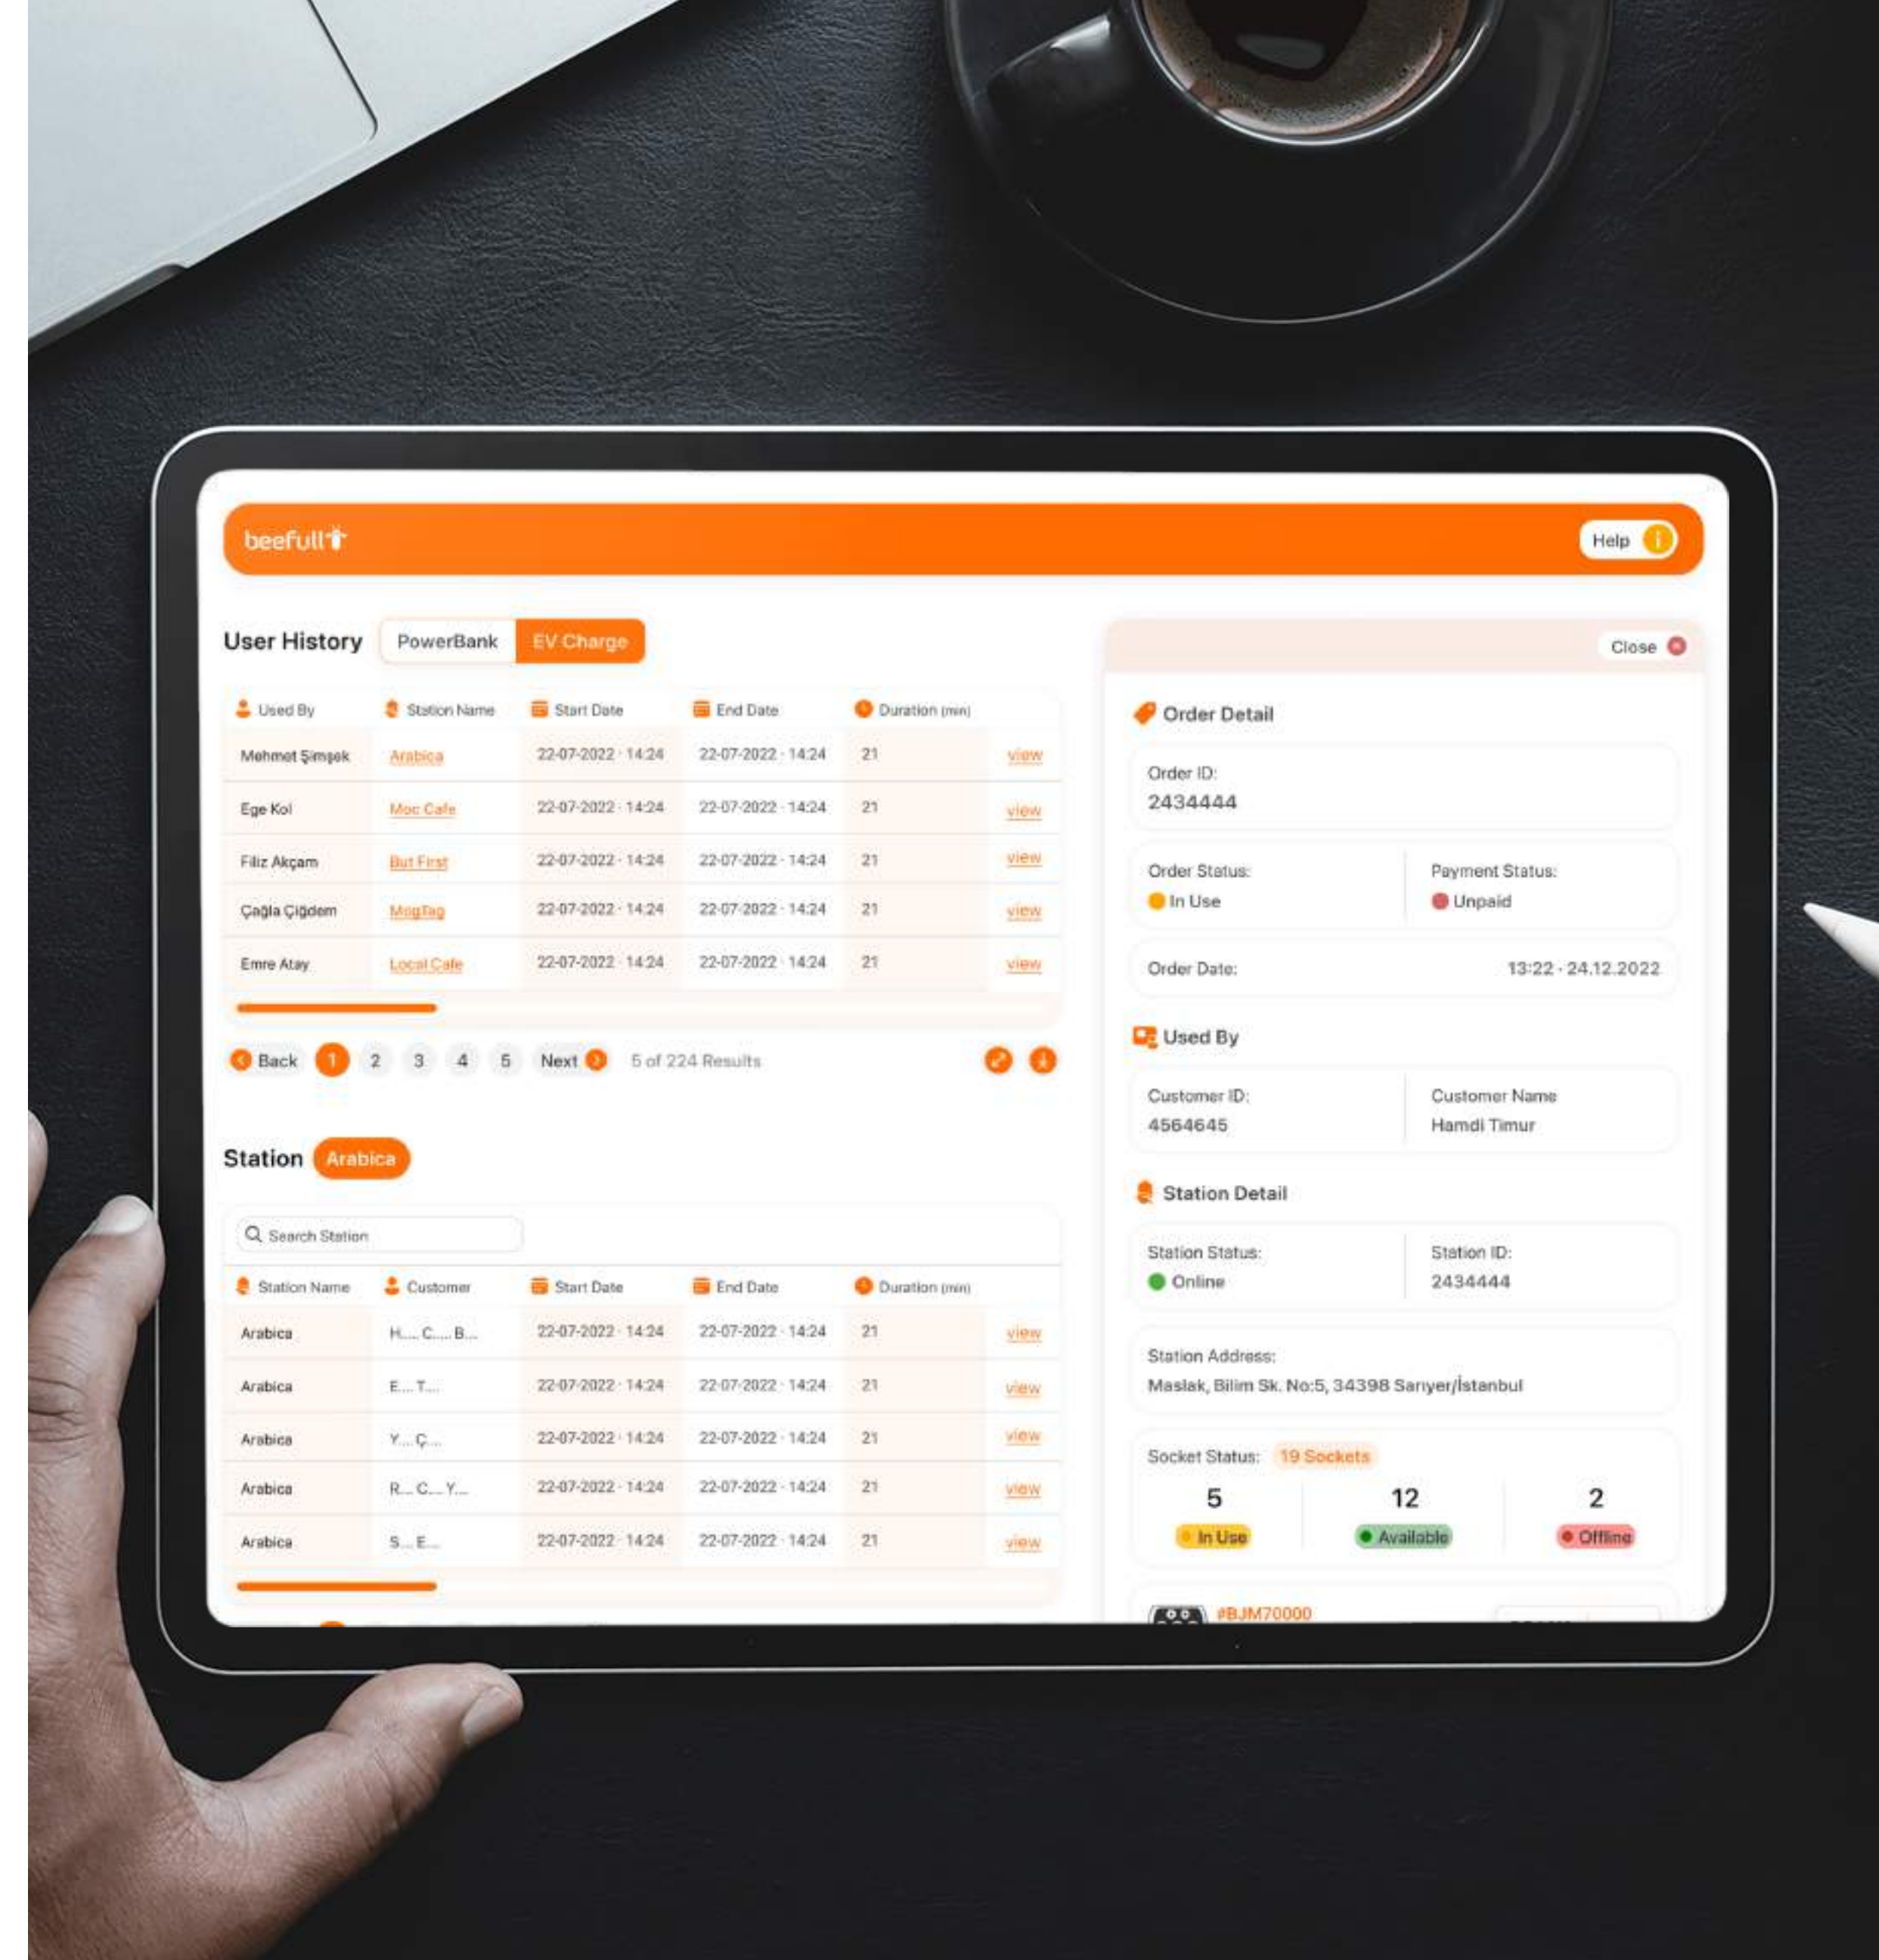 beefull
Help
User History PowerBank EV Charge
Used By Station Name Start Date End Date Duration (min)
Mehmet Şimşek Arabica 22-07-2022 · 14:24 22-07-2022 · 14:24 21 view
Ege Kol Moc Cafe 22-07-2022 · 14:24 22-07-2022 · 14:24 21 view
Filiz Akçam But First 22-07-2022 · 14:24 22-07-2022 · 14:24 21 view
Çağla Çiğdem MogTag 22-07-2022 · 14:24 22-07-2022 · 14:24 21 view
Emre Atay Local Cafe 22-07-2022 · 14:24 22-07-2022 · 14:24 21 view
Back 1 2 3 4 5 Next 5 of 224 Results
Station Arabica
Search Station
Station Name Customer Start Date End Date Duration (min)
Arabica H.... C.... B... 22-07-2022 · 14:24 22-07-2022 · 14:24 21 view
Arabica E.... T.... 22-07-2022 · 14:24 22-07-2022 · 14:24 21 view
Arabica Y.... Ç.... 22-07-2022 · 14:24 22-07-2022 · 14:24 21 view
Arabica R.... C.... Y.... 22-07-2022 · 14:24 22-07-2022 · 14:24 21 view
Arabica S.... E.... 22-07-2022 · 14:24 22-07-2022 · 14:24 21 view
Close
Order Detail
Order ID:
2434444
Order Status: Payment Status:
In Use Unpaid
Order Date: 13:22 · 24.12.2022
Used By
Customer ID: Customer Name
4564645 Hamdi Timur
Station Detail
Station Status: Station ID:
Online 2434444
Station Address:
Maslak, Bilim Sk. No:5, 34398 Sarıyer/İstanbul
Socket Status: 19 Sockets
5 12 2
In Use Available Offline
#BJM70000